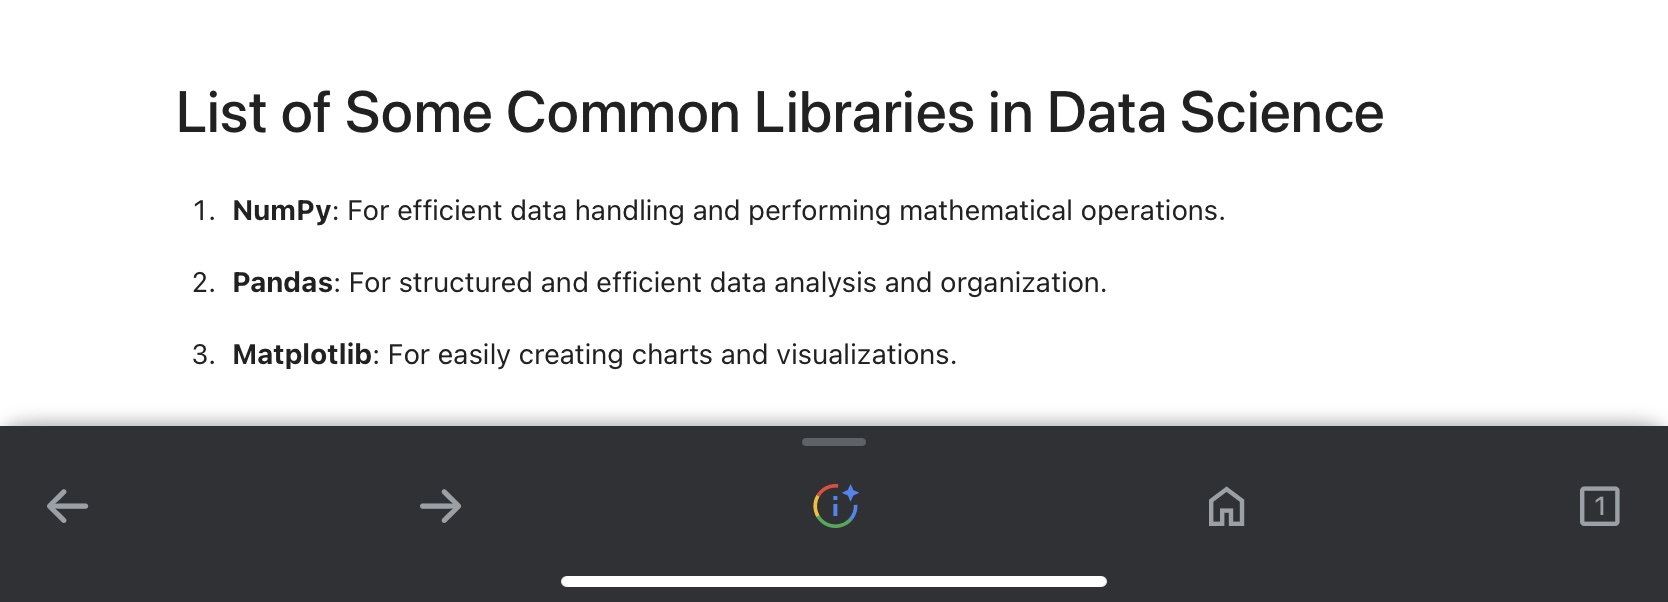 List of Some Common Libraries in Data Science
1. NumPy: For efficient data handling and performing mathematical operations.
2. Pandas: For structured and efficient data analysis and organization.
3. Matplotlib: For easily creating charts and visualizations.
i
1